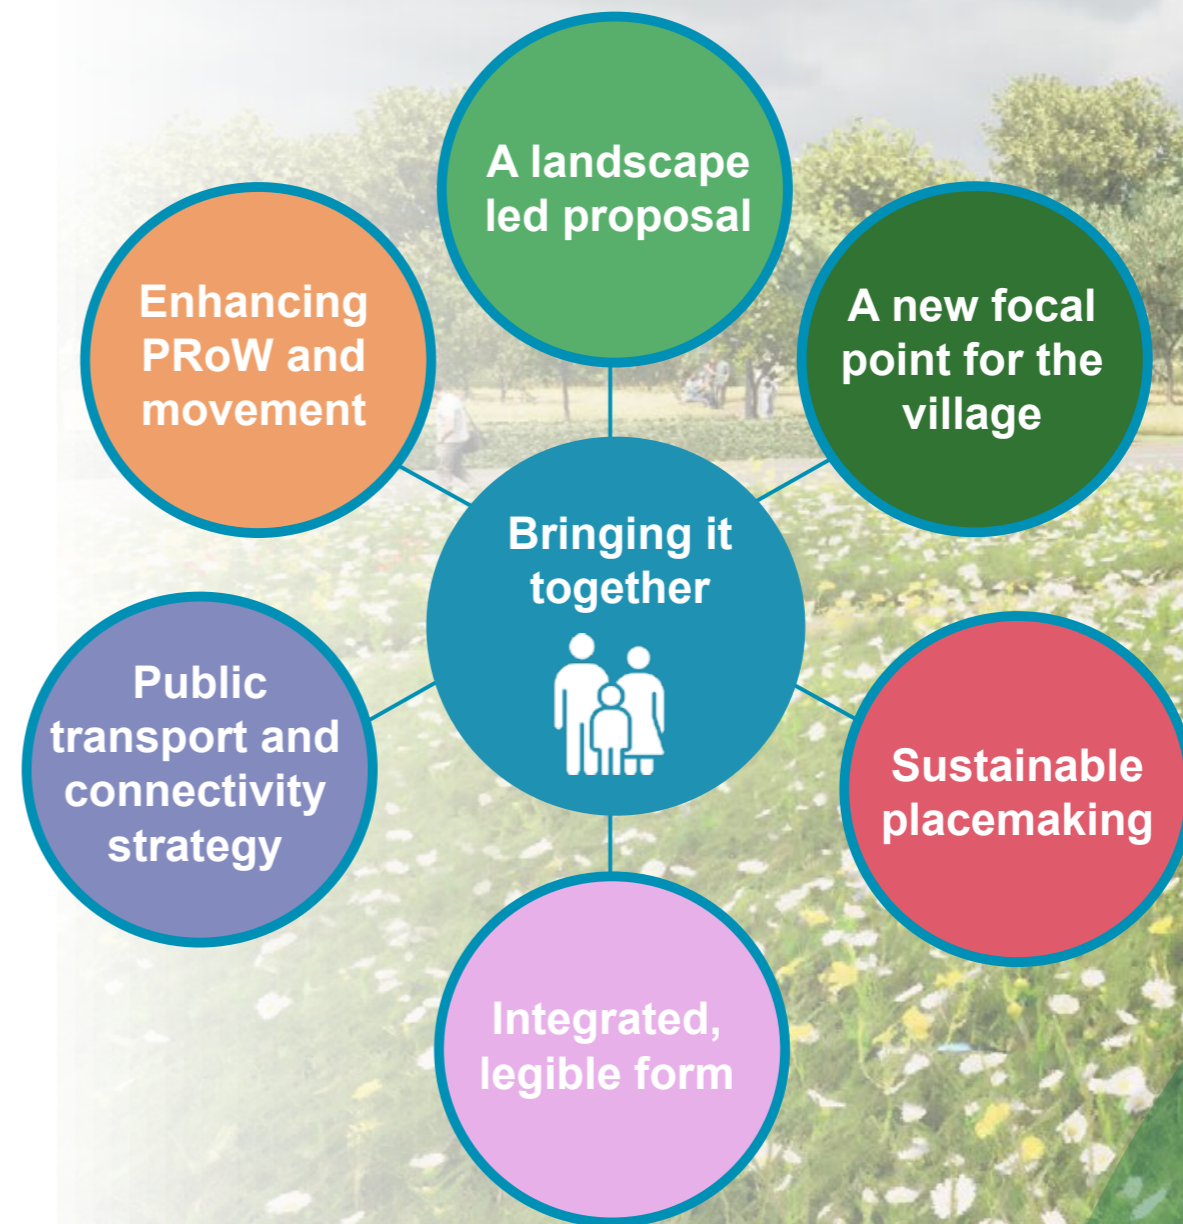 A landscape
led proposal
Enhancing
PRoW and
movement
A new focal
point for the
village
Bringing it
together
Public
transport and
connectivity
strategy
Sustainable
placemaking
Integrated,
legible form